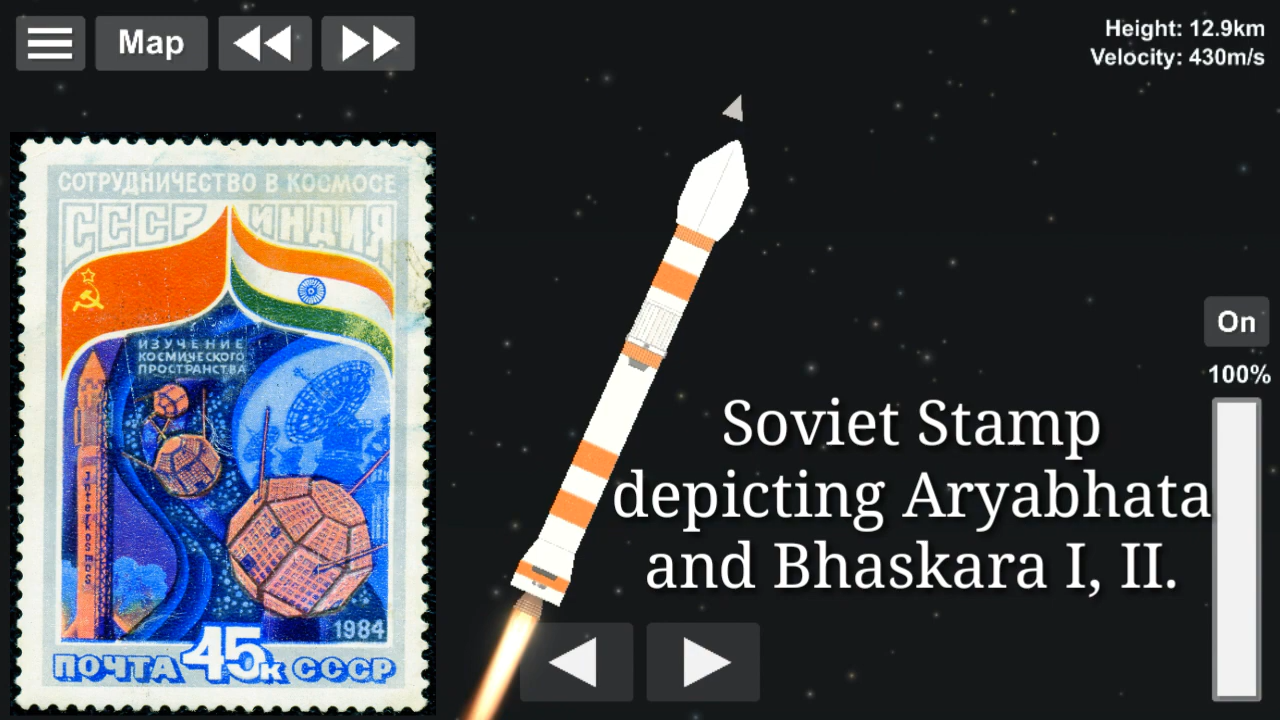 Map
Height: 12.9km
Velocity: 430m/s
СОТРУДНИЧЕСТВО В КОСМОСЕ
СССР ИНДИЯ
ИЗУЧЕНИЕ
КОСМИЧЕСКОГО
ПРОСТРАНСТВА
Interkosmos
1984
ПОЧТА 45к СССР
On
100%
Soviet Stamp
depicting Aryabhata
and Bhaskara I, II.